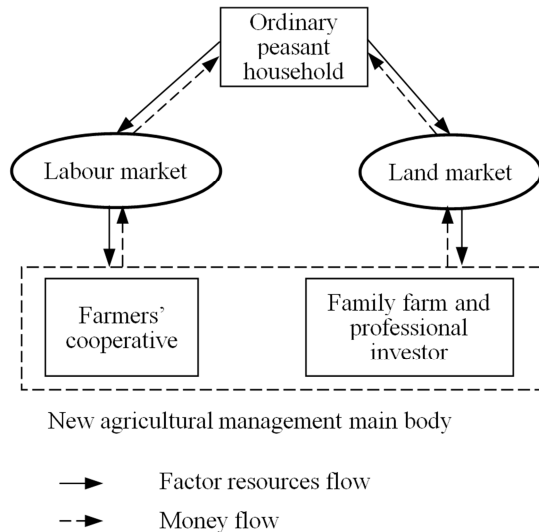 Ordinary
peasant
household
Labour market
Land market
Farmers’
cooperative
Family farm and
professional
investor
New agricultural management main body
Factor resources flow
Money flow